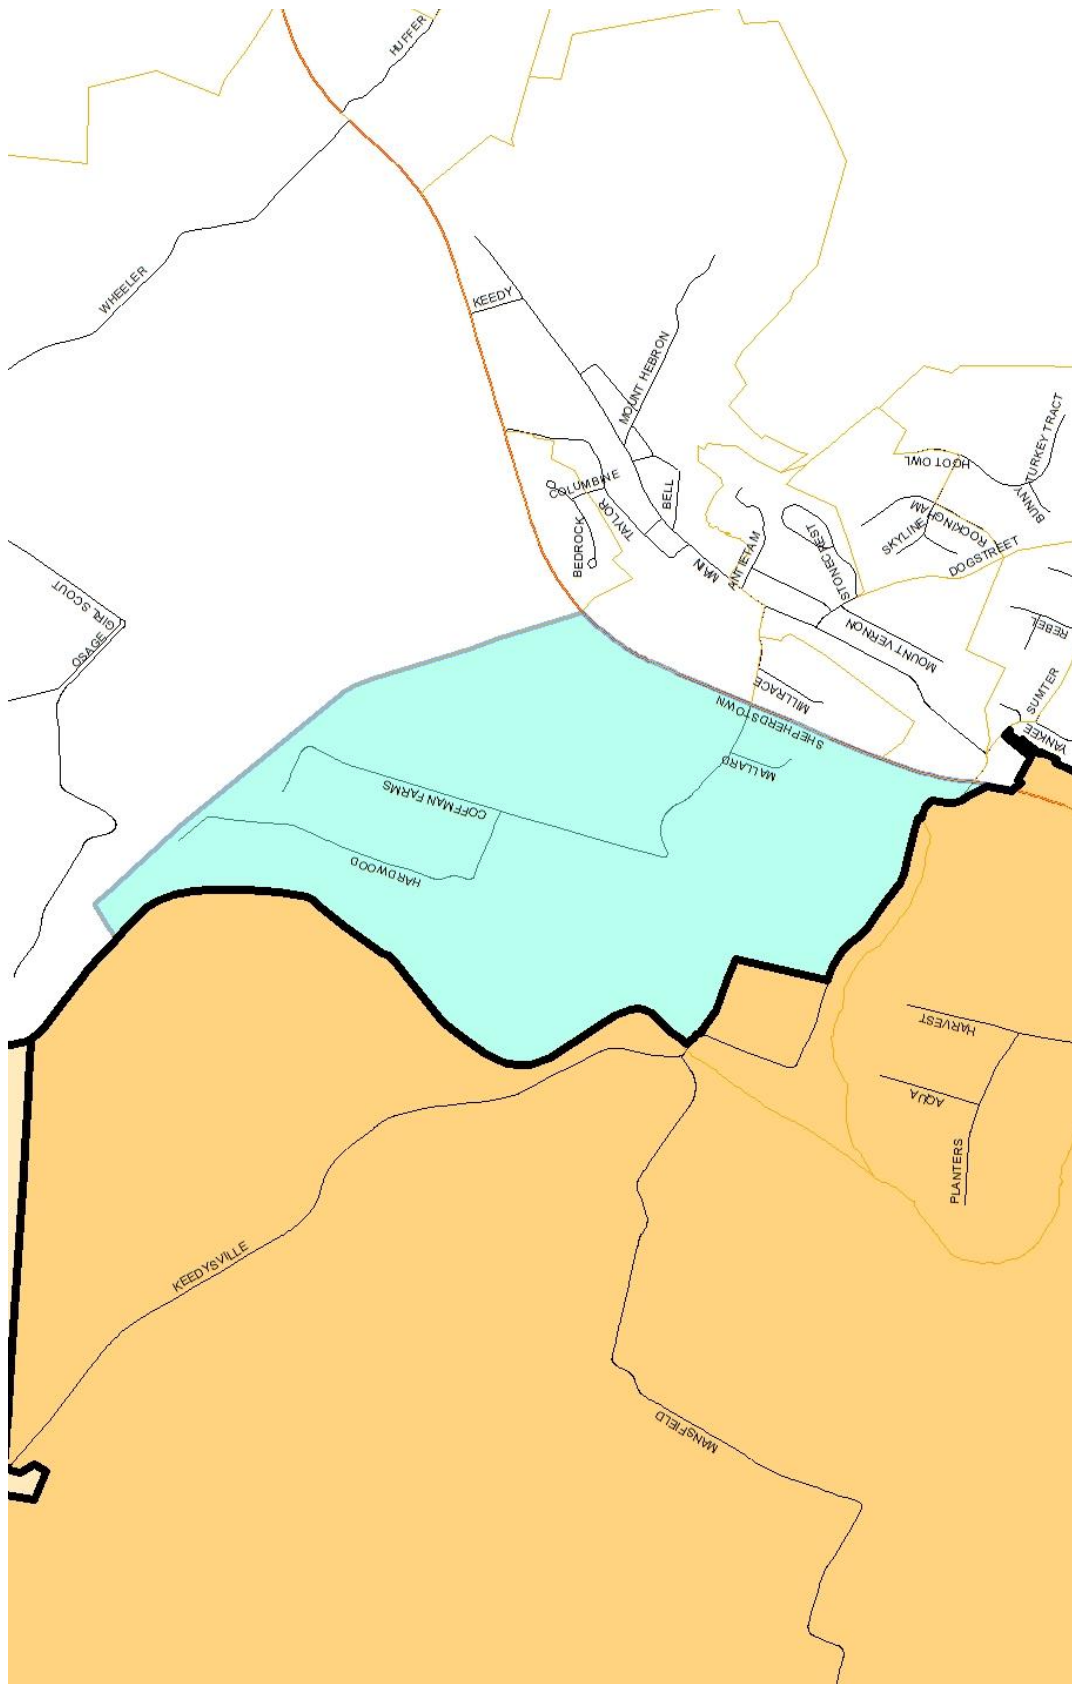 HUFFER
WHEELER
KEEDY
MOUNT HEBRON
HOOT OWL
TURKEY TRACT
BUNNY
COLUMBINE
BELL
TAYLOR
BEDROCK
SKYLINE
ROCKINGHAM
DOGSTREET
MAIN
ANTIETAM
STONECREST
GIRL SCOUT
OSAGE
MOUNT VERNON
REBEL
MILLRACE
SUMTER
SHEPHERDSTOWN
YANKEE
MALLARD
COFFMAN FARMS
HARDWOOD
HARVEST
AQUA
PLANTERS
KEEDYSVILLE
MANSFIELD